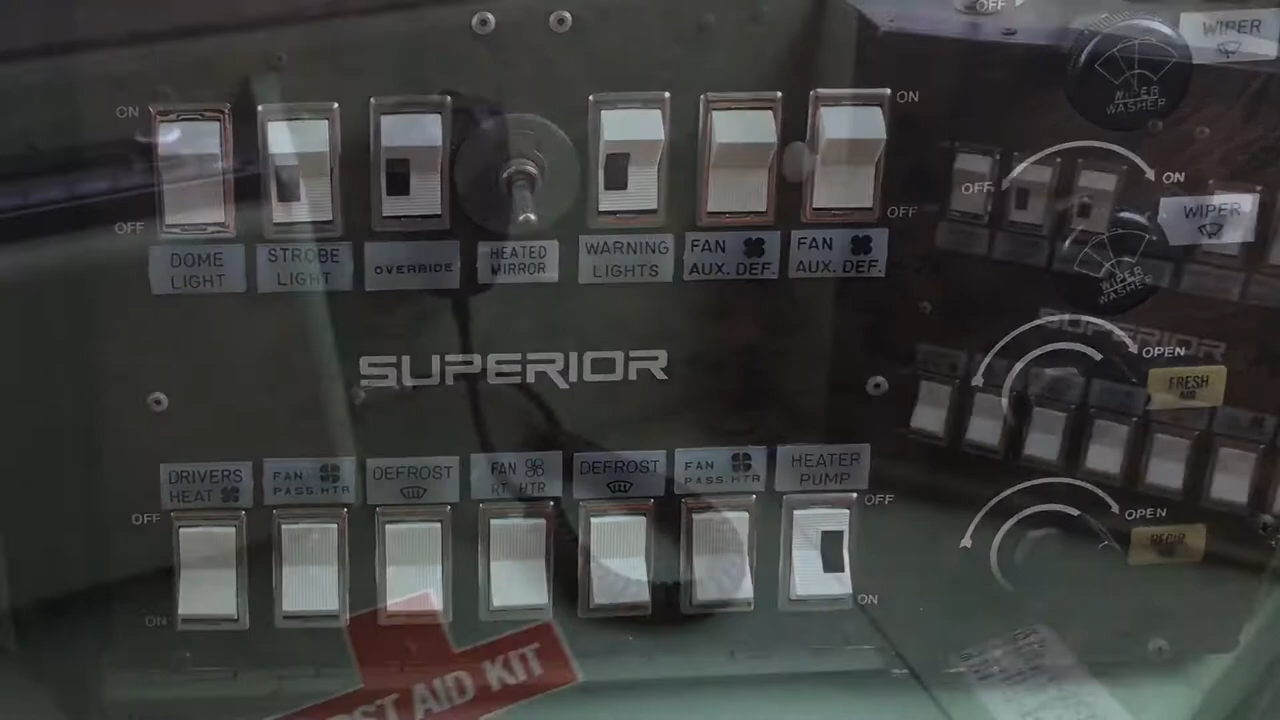 OFF
WIPER
WIPER
WASHER
ON
ON
OFF
OFF
ON
OFF
DOME
LIGHT
STROBE
LIGHT
OVERRIDE
HEATED
MIRROR
WARNING
LIGHTS
FAN
AUX. DEF.
FAN
AUX. DEF.
WIPER
WIPER
WASHER
SUPERIOR
SUPERIOR
OPEN
FRESH
AIR
DRIVERS
HEAT
FAN
PASS. HTR
DEFROST
FAN
RT. HTR
DEFROST
FAN
PASS. HTR
HEATER
PUMP
OFF
OFF
OPEN
RECIR
ON
ON
ST AID KIT